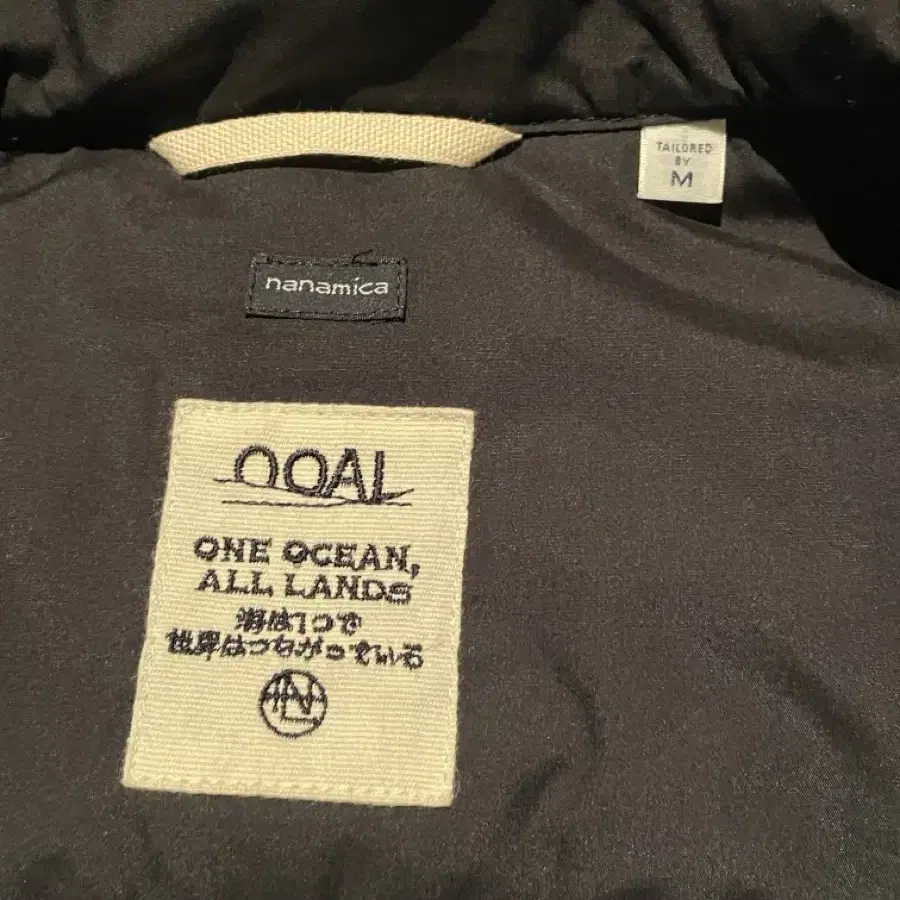 TAILORED
BY
M
nanamica
OOAL
ONE OCEAN,
ALL LANDS
海は1つで
世界はつながっている